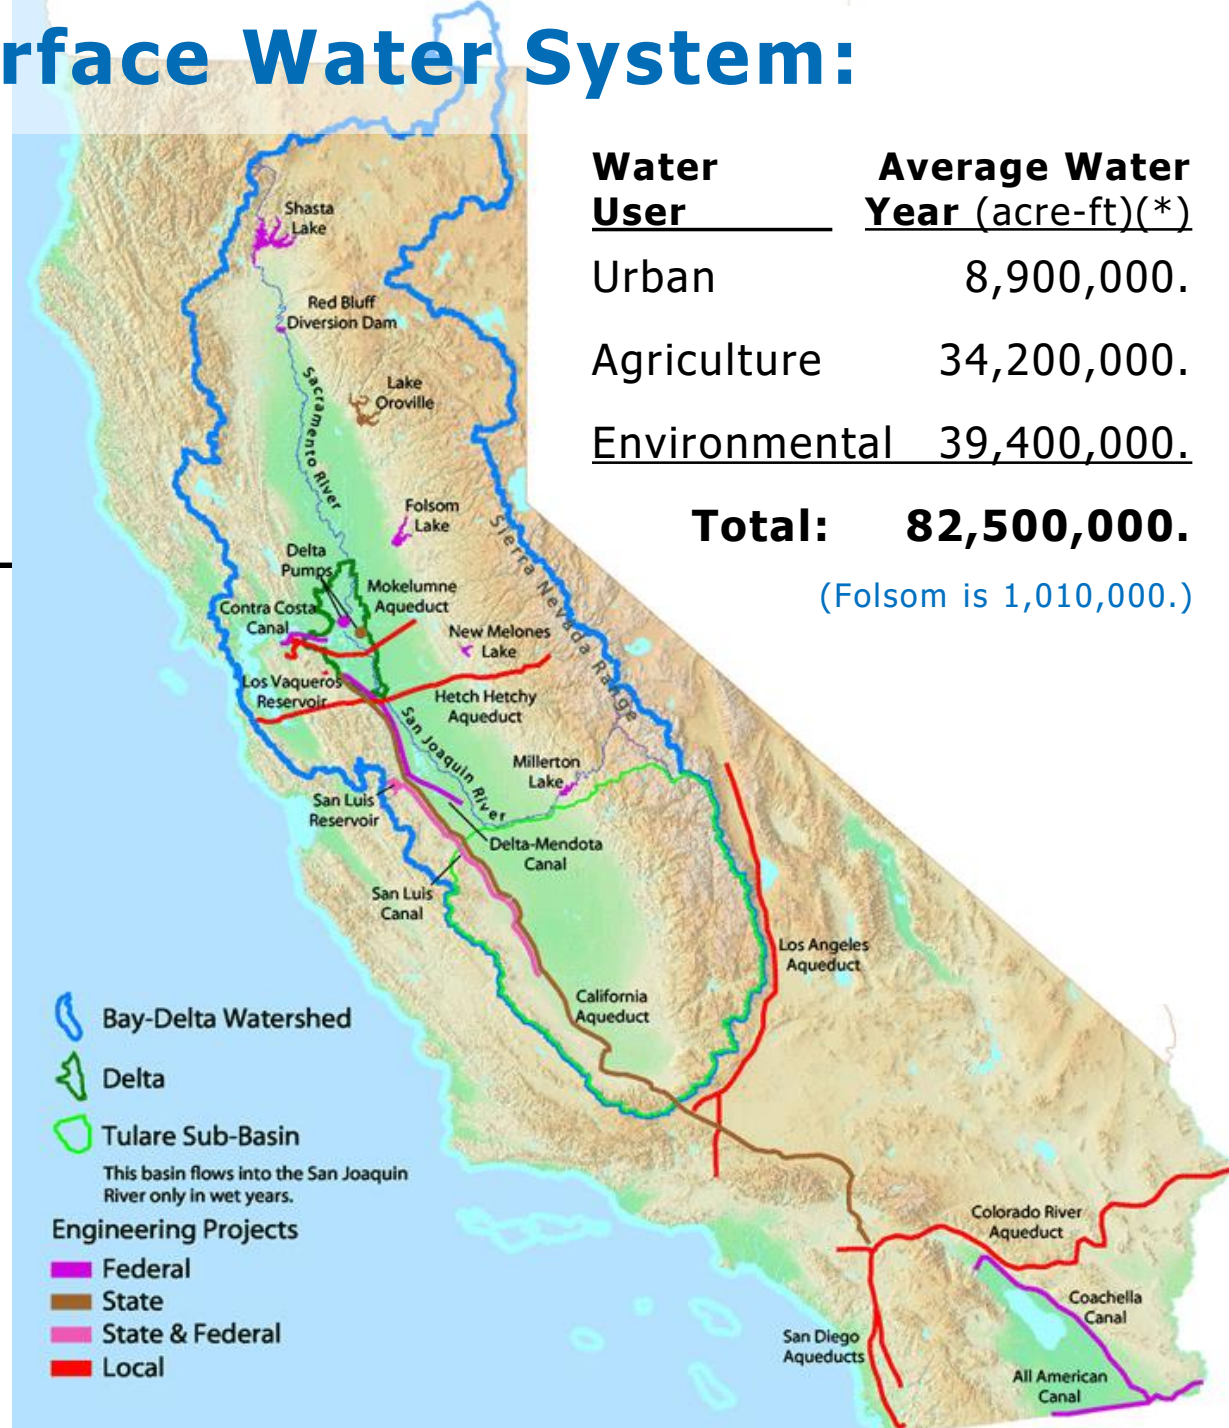 rface Water System:
Water
User
Average Water
Year (acre-ft)(*)
Urban 8,900,000.
Agriculture 34,200,000.
Environmental 39,400,000.
Total: 82,500,000.
(Folsom is 1,010,000.)
Shasta
Lake
Red Bluff
Diversion Dam
Sacramento River
Lake
Oroville
Folsom
Lake
Sierra Nevada Range
Delta
Pumps
Mokelumne
Aqueduct
Contra Costa
Canal
New Melones
Lake
Los Vaqueros
Reservoir
Hetch Hetchy
Aqueduct
San Joaquin River
Millerton
Lake
San Luis
Reservoir
Delta-Mendota
Canal
San Luis
Canal
Los Angeles
Aqueduct
California
Aqueduct
Bay-Delta Watershed
Delta
Tulare Sub-Basin
This basin flows into the San Joaquin
River only in wet years.
Engineering Projects
Federal
State
State & Federal
Local
Colorado River
Aqueduct
Coachella
Canal
San Diego
Aqueducts
All American
Canal